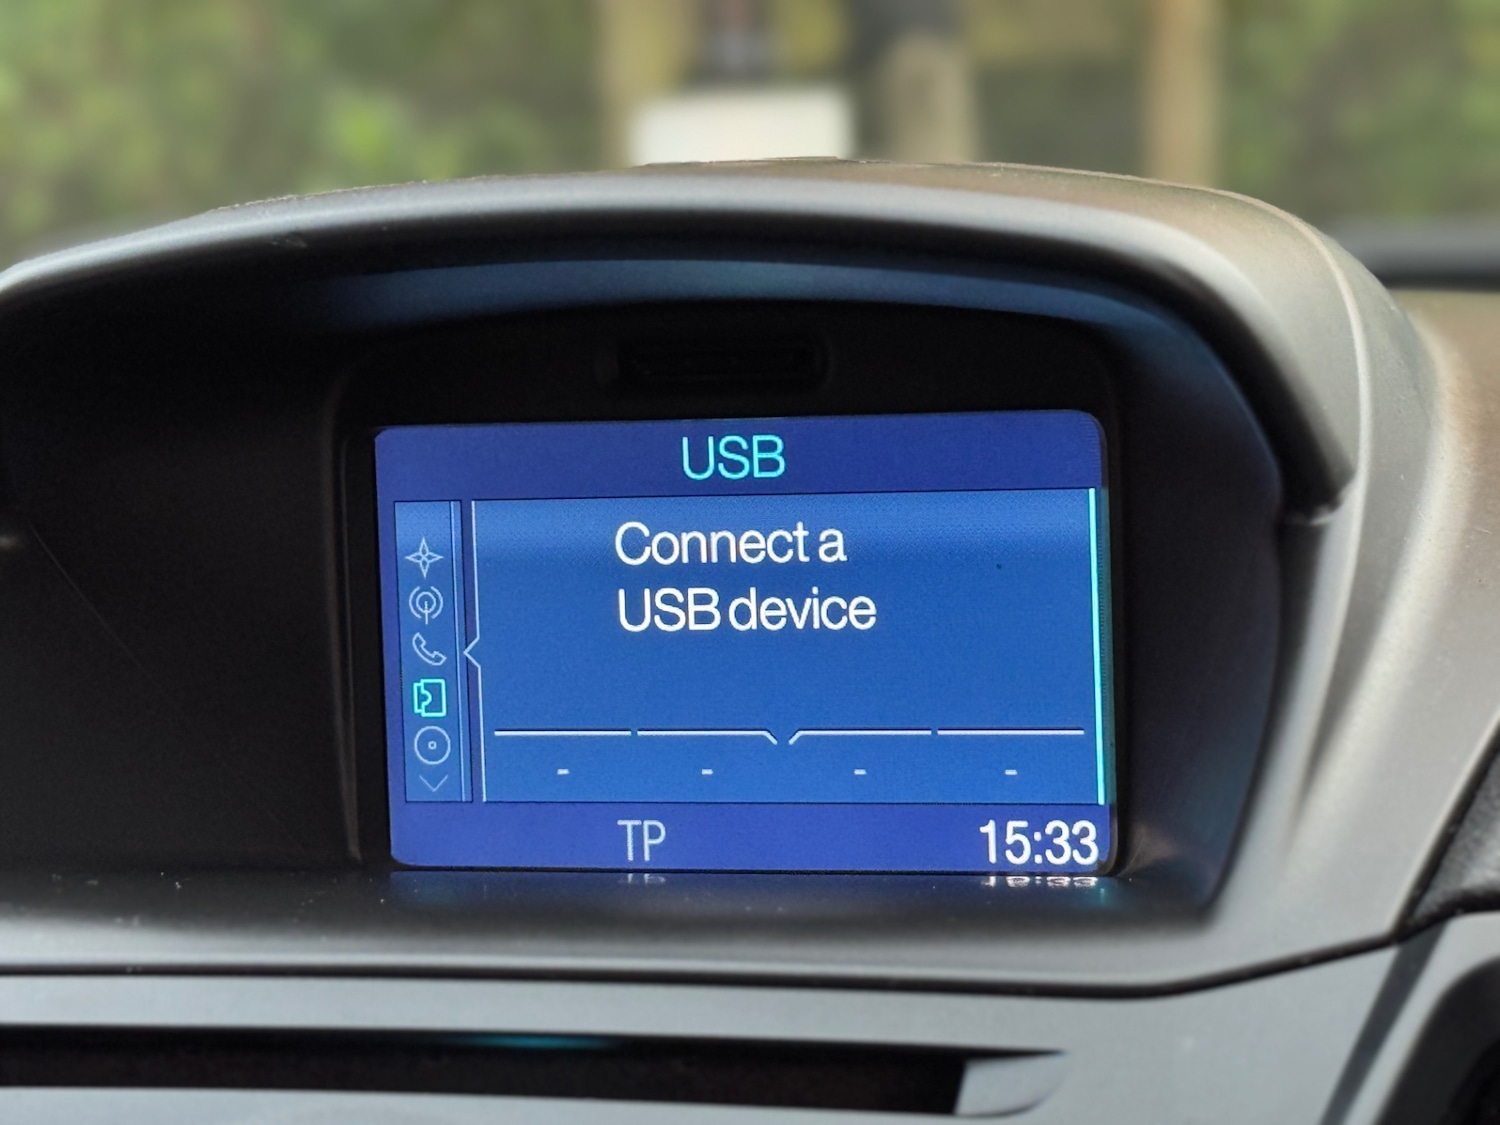 USB
Connect a
USB device
- - - -
TP 15:33